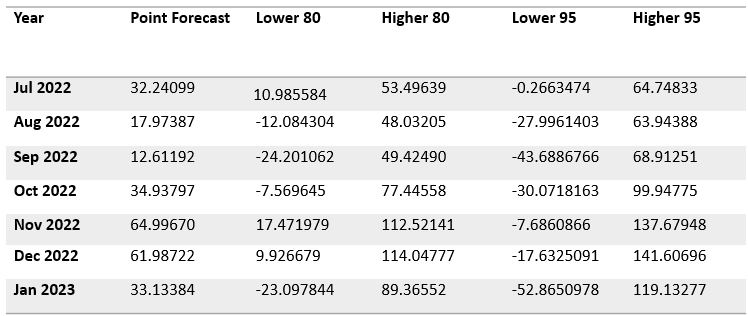 Year Point Forecast Lower 80 Higher 80 Lower 95 Higher 95
Jul 2022 32.24099 10.985584 53.49639 -0.2663474 64.74833
Aug 2022 17.97387 -12.084304 48.03205 -27.9961403 63.94388
Sep 2022 12.61192 -24.201062 49.42490 -43.6886766 68.91251
Oct 2022 34.93797 -7.569645 77.44558 -30.0718163 99.94775
Nov 2022 64.99670 17.471979 112.52141 -7.6860866 137.67948
Dec 2022 61.98722 9.926679 114.04777 -17.6325091 141.60696
Jan 2023 33.13384 -23.097844 89.36552 -52.8650978 119.13277